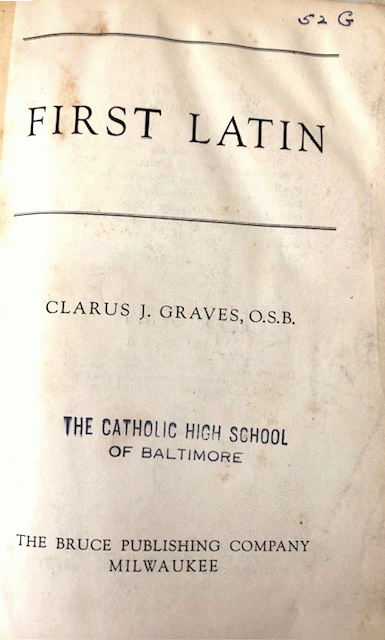 52 G
FIRST LATIN
CLARUS J. GRAVES, O.S.B.
THE CATHOLIC HIGH SCHOOL
OF BALTIMORE
THE BRUCE PUBLISHING COMPANY
MILWAUKEE